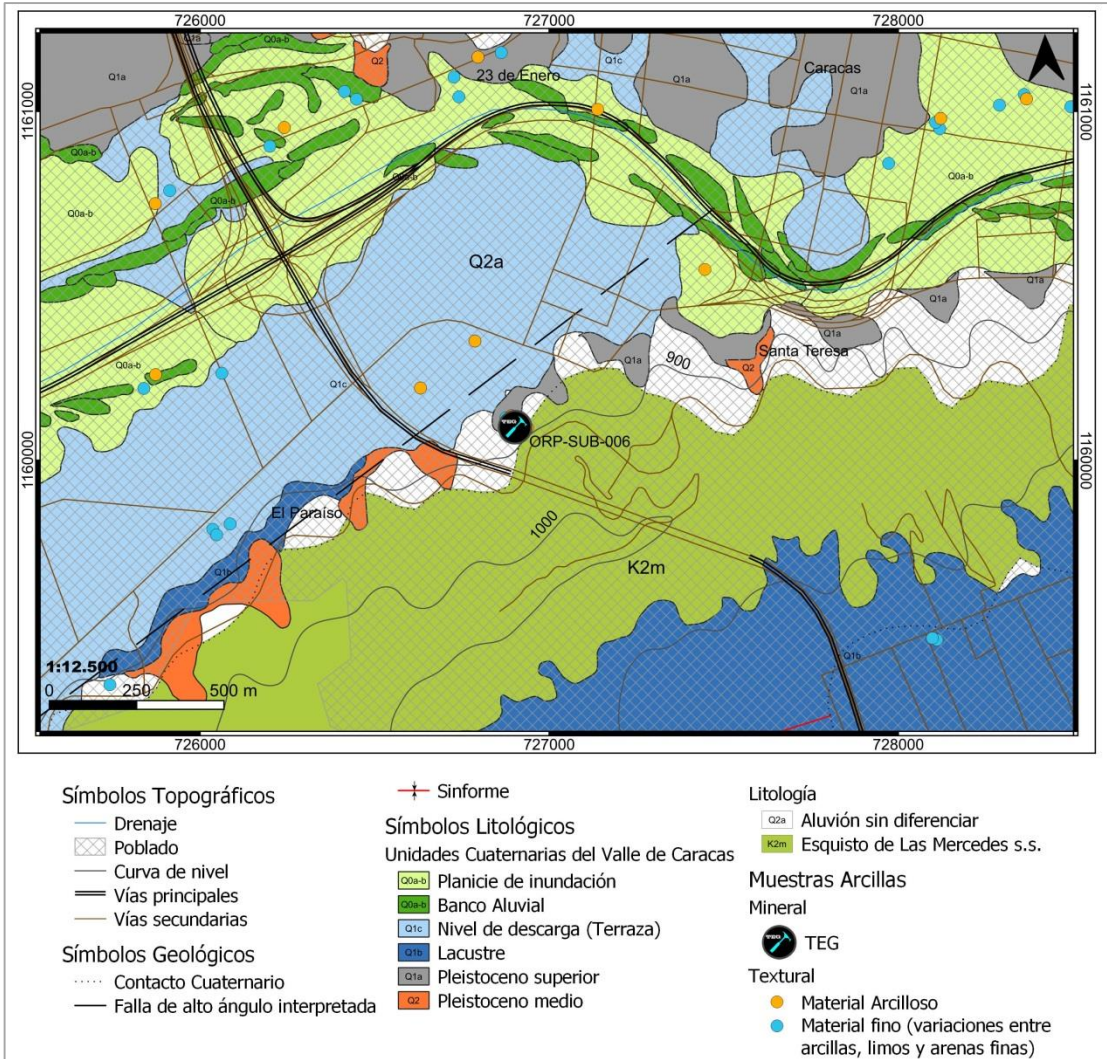 726000 727000 728000
Q1a
Q1a
Q2
23 de Enero
Q1c
Q1a
Caracas
Q1a
1161000
1161000
Q0a-b
Q0a-b
Q0a-b
Q0a-b
Q0a-b
Q2a
Q1a
Q1a
Q1a
900
Santa Teresa
Q1a
Q2
Q0a-b
Q1c
ORP-SUB-006
1160000
1160000
El Paraíso
1000
K2m
Q1b
Q1b
1:12.500
0 250 500 m
726000 727000 728000
Símbolos Topográficos
Drenaje
Poblado
Curva de nivel
Vías principales
Vías secundarias
Símbolos Geológicos
Contacto Cuaternario
Falla de alto ángulo interpretada
Sinforme
Símbolos Litológicos
Unidades Cuaternarias del Valle de Caracas
Q0a-b Planicie de inundación
Q0a-b Banco Aluvial
Q1c Nivel de descarga (Terraza)
Q1b Lacustre
Q1a Pleistoceno superior
Q2 Pleistoceno medio
Litología
Q2a Aluvión sin diferenciar
K2m Esquisto de Las Mercedes s.s.
Muestras Arcillas
Mineral
TEG TEG
Textural
Material Arcilloso
Material fino (variaciones entre
arcillas, limos y arenas finas)